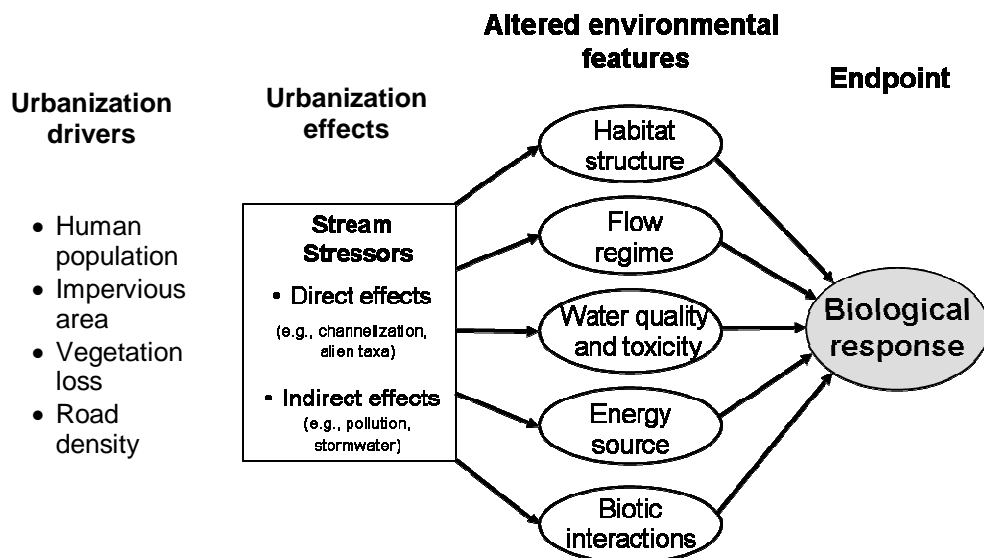 Urbanization
drivers
• Human
population
• Impervious
area
• Vegetation
loss
• Road
density
Urbanization
effects
Stream
Stressors
• Direct effects
(e.g., channelization,
alien taxa)
• Indirect effects
(e.g., pollution,
stormwater)
Altered environmental
features
Habitat
structure
Flow
regime
Water quality
and toxicity
Energy
source
Biotic
interactions
Endpoint
Biological
response